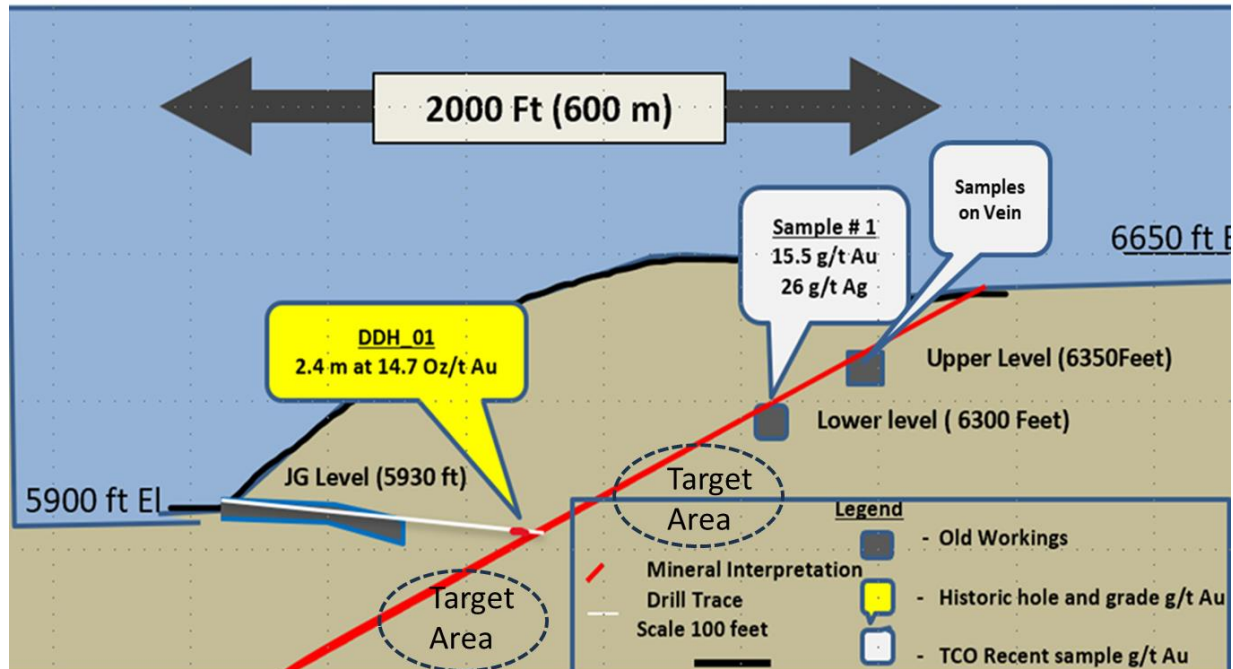 2000 Ft (600 m)
Samples
on Vein
Sample # 1
15.5 g/t Au
26 g/t Ag
6650 ft E
DDH_01
2.4 m at 14.7 Oz/t Au
Upper Level (6350Feet)
Lower level ( 6300 Feet)
JG Level (5930 ft)
5900 ft El
Target
Area
Target
Area
Legend
- Old Workings
Mineral Interpretation
Drill Trace
- Historic hole and grade g/t Au
Scale 100 feet
- TCO Recent sample g/t Au